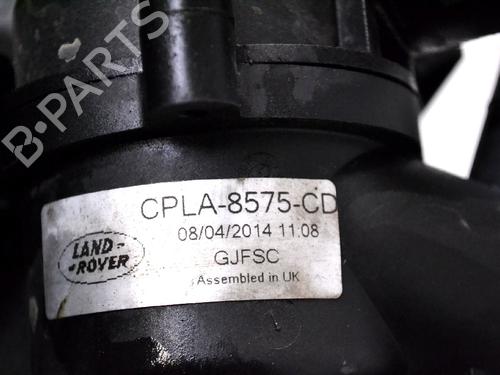 B-PARTS
CPLA-8575-CD
08/04/2014 11:08
LAND-
-ROVER
GJFSC
Assembled in UK